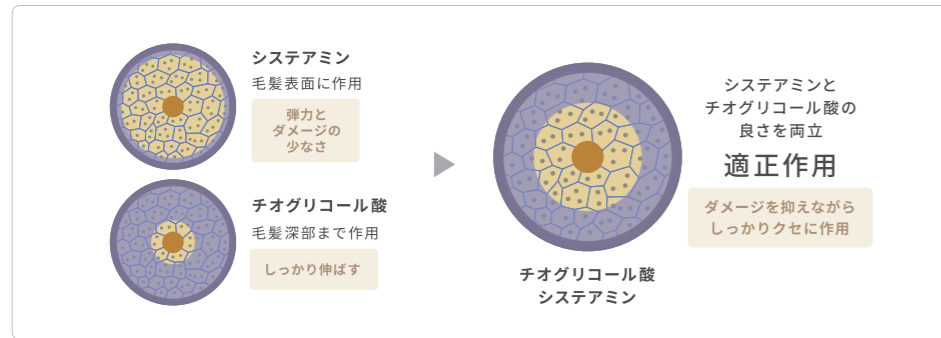 システアミン
毛髪表面に作用
弾力と
ダメージの
少なさ
チオグリコール酸
毛髪深部まで作用
しっかり伸ばす
チオグリコール酸
システアミン
システアミンと
チオグリコール酸の
良さを両立
適正作用
ダメージを抑えながら
しっかりクセに作用